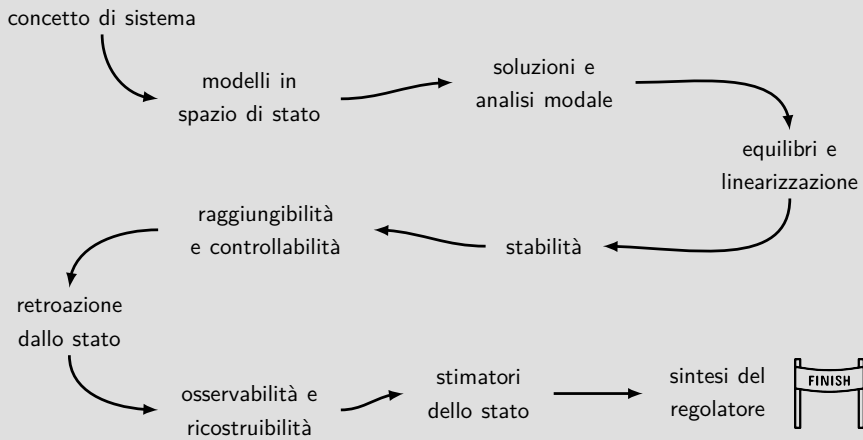 concetto di sistema
modelli in
spazio di stato
soluzioni e
analisi modale
equilibri e
linearizzazione
stabilità
raggiungibilità
e controllabilità
retroazione
dallo stato
osservabilità e
ricostruibilità
stimatori
dello stato
sintesi del
regolatore
FINISH